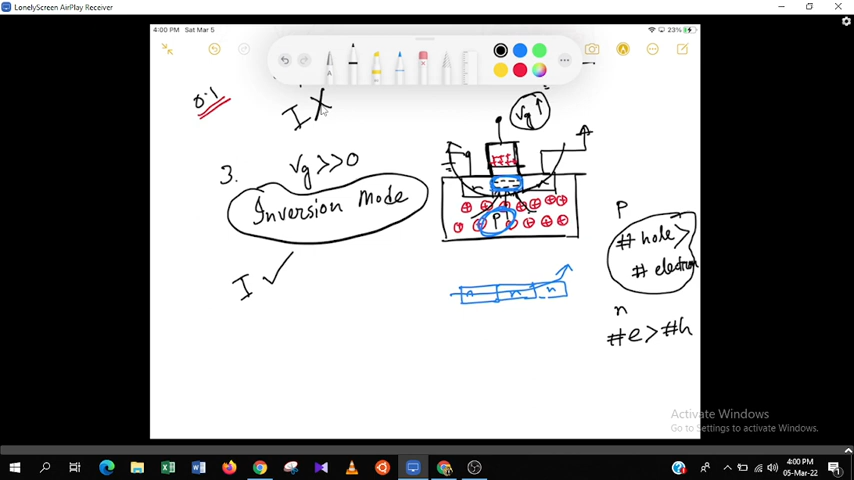 LonelyScreen AirPlay Receiver
4:00 PM Sat Mar 5
23%
A
0.1
I X
Vg↑
3. Vg>>0
Inversion Mode
n
P
P
# hole >
# electron
I ✓
n n n
n
#e > #h
Activate Windows
Go to Settings to activate Windows.
4:00 PM
05-Mar-22